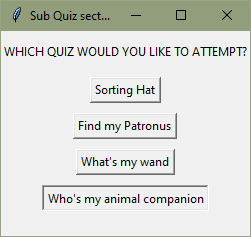 Sub Quiz sect...
WHICH QUIZ WOULD YOU LIKE TO ATTEMPT?
Sorting Hat
Find my Patronus
What's my wand
Who's my animal companion